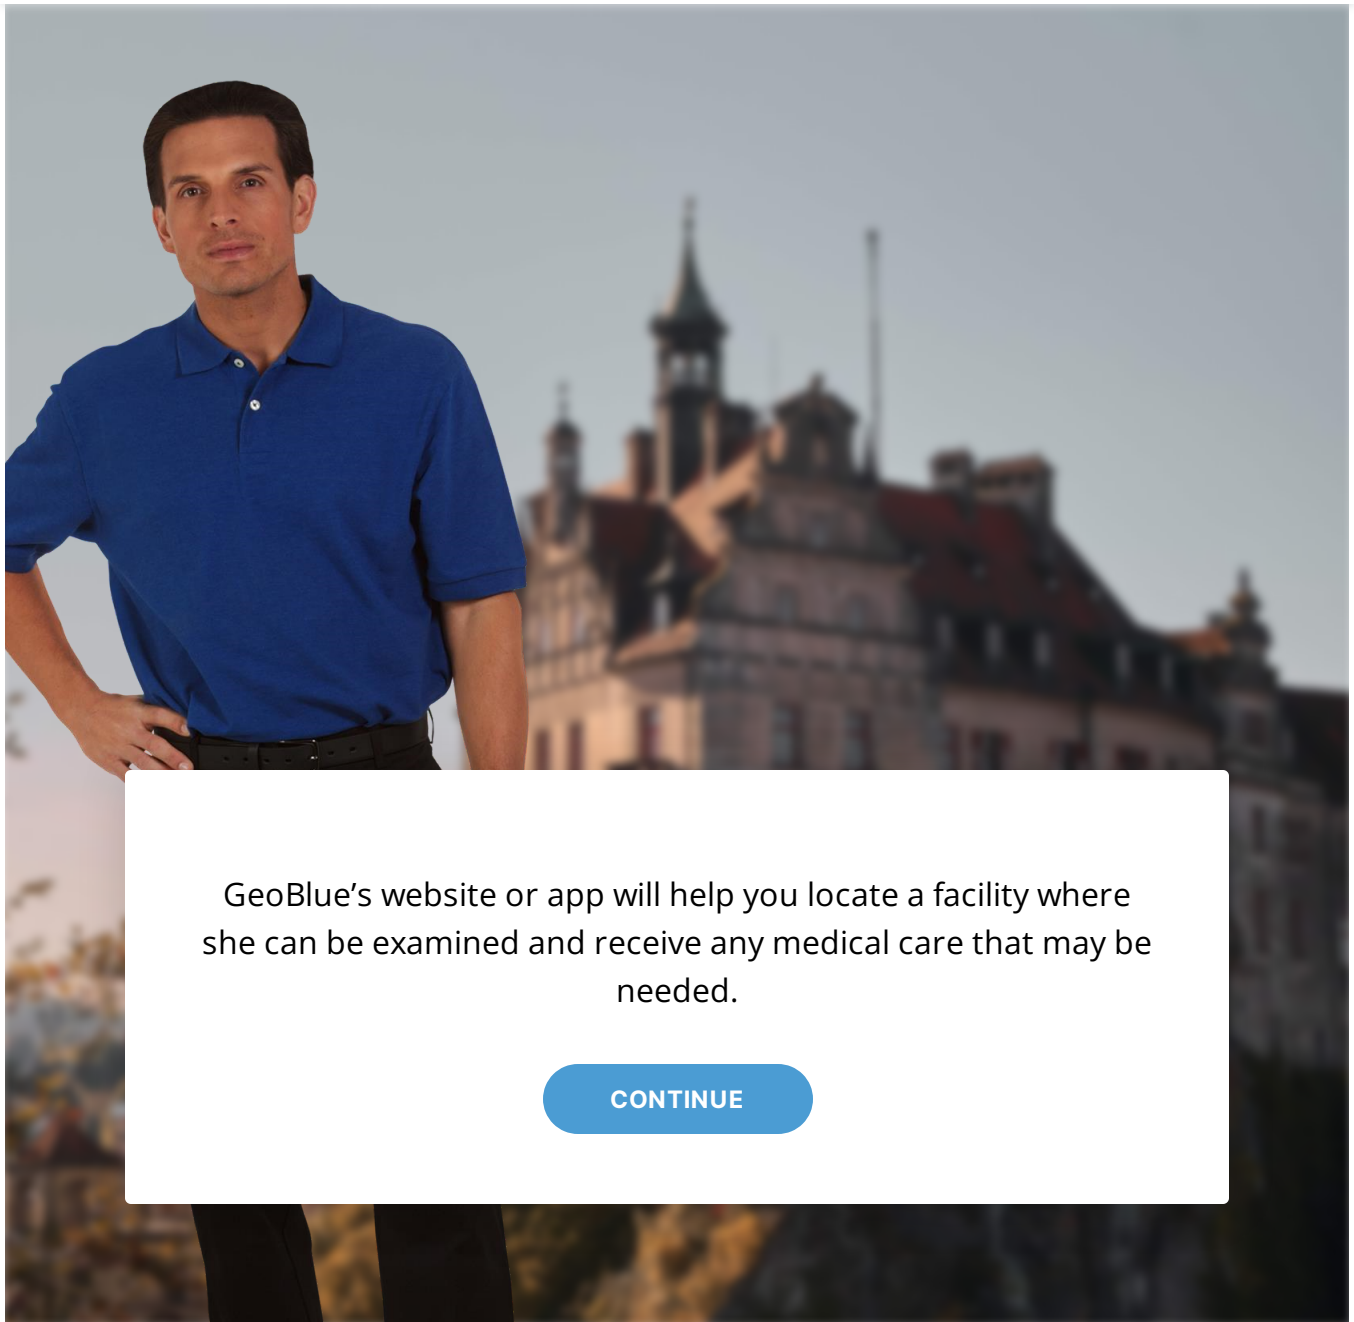 GeoBlue’s website or app will help you locate a facility where
she can be examined and receive any medical care that may be
needed.
CONTINUE